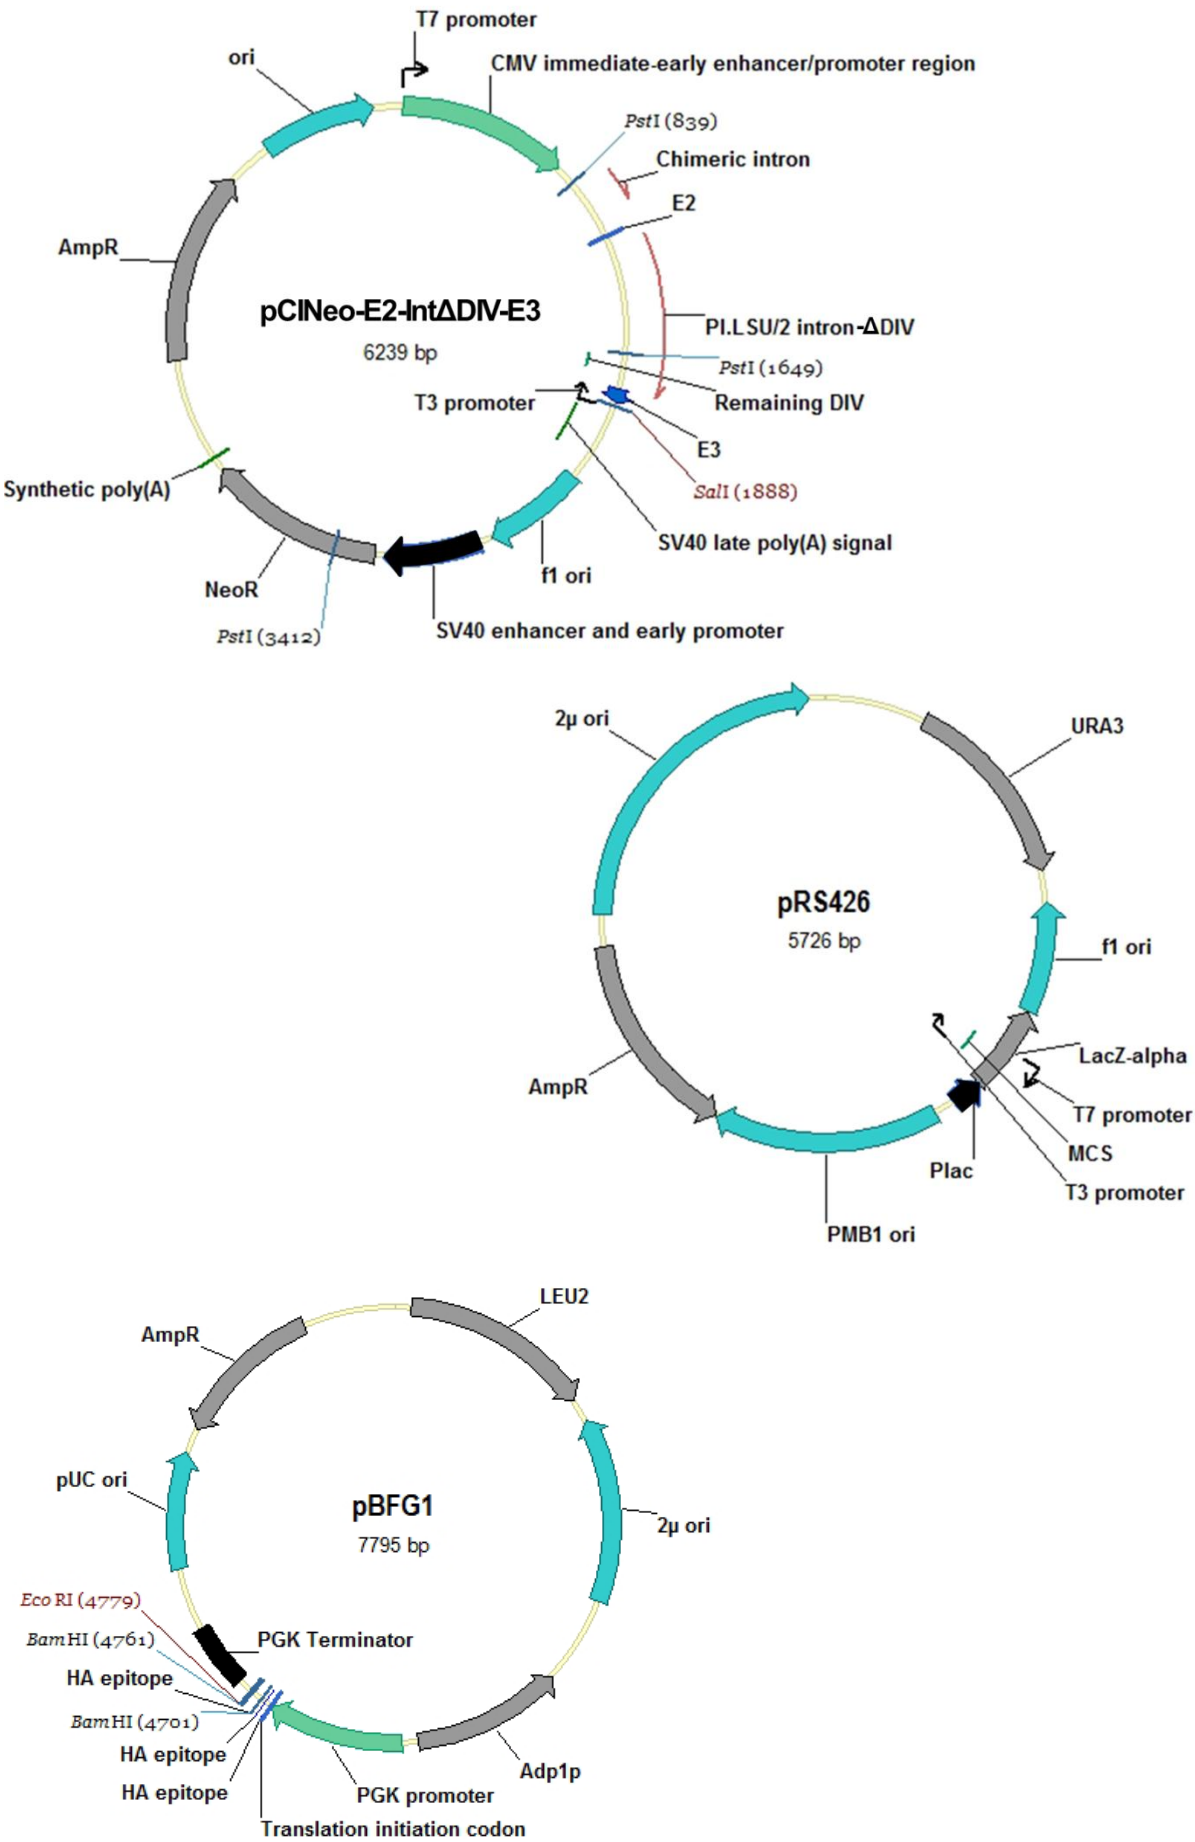 T7 promoter
ori
CMV immediate-early enhancer/promoter region
PstI (839)
Chimeric intron
E2
AmpR
pCINeo-E2-IntΔDIV-E3
6239 bp
PI.LSU/2 intron-ΔDIV
PstI (1649)
T3 promoter
Remaining DIV
E3
Synthetic poly(A)
SalI (1888)
SV40 late poly(A) signal
f1 ori
NeoR
PstI (3412)
SV40 enhancer and early promoter
2µ ori
URA3
pRS426
5726 bp
f1 ori
LacZ-alpha
AmpR
T7 promoter
MCS
Plac
T3 promoter
PMB1 ori
LEU2
AmpR
pUC ori
pBFG1
7795 bp
2µ ori
EcoRI (4779)
BamHI (4761)
PGK Terminator
HA epitope
BamHI (4701)
HA epitope
Adp1p
HA epitope
PGK promoter
Translation initiation codon